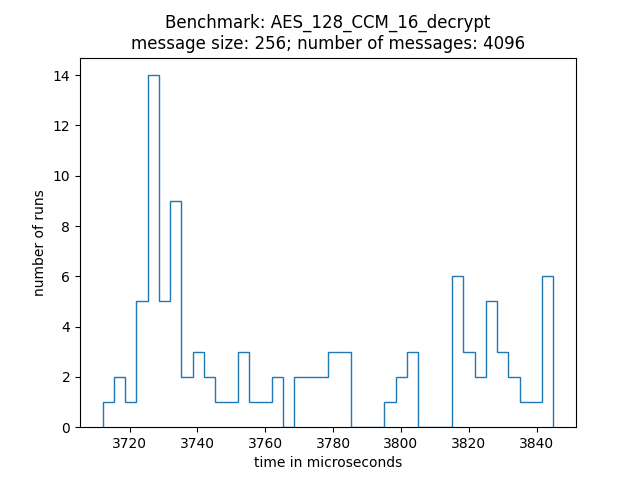 Benchmark: AES_128_CCM_16_decrypt
message size: 256; number of messages: 4096
14
12
10
8
6
4
2
0
number of runs
3720 3740 3760 3780 3800 3820 3840
time in microseconds